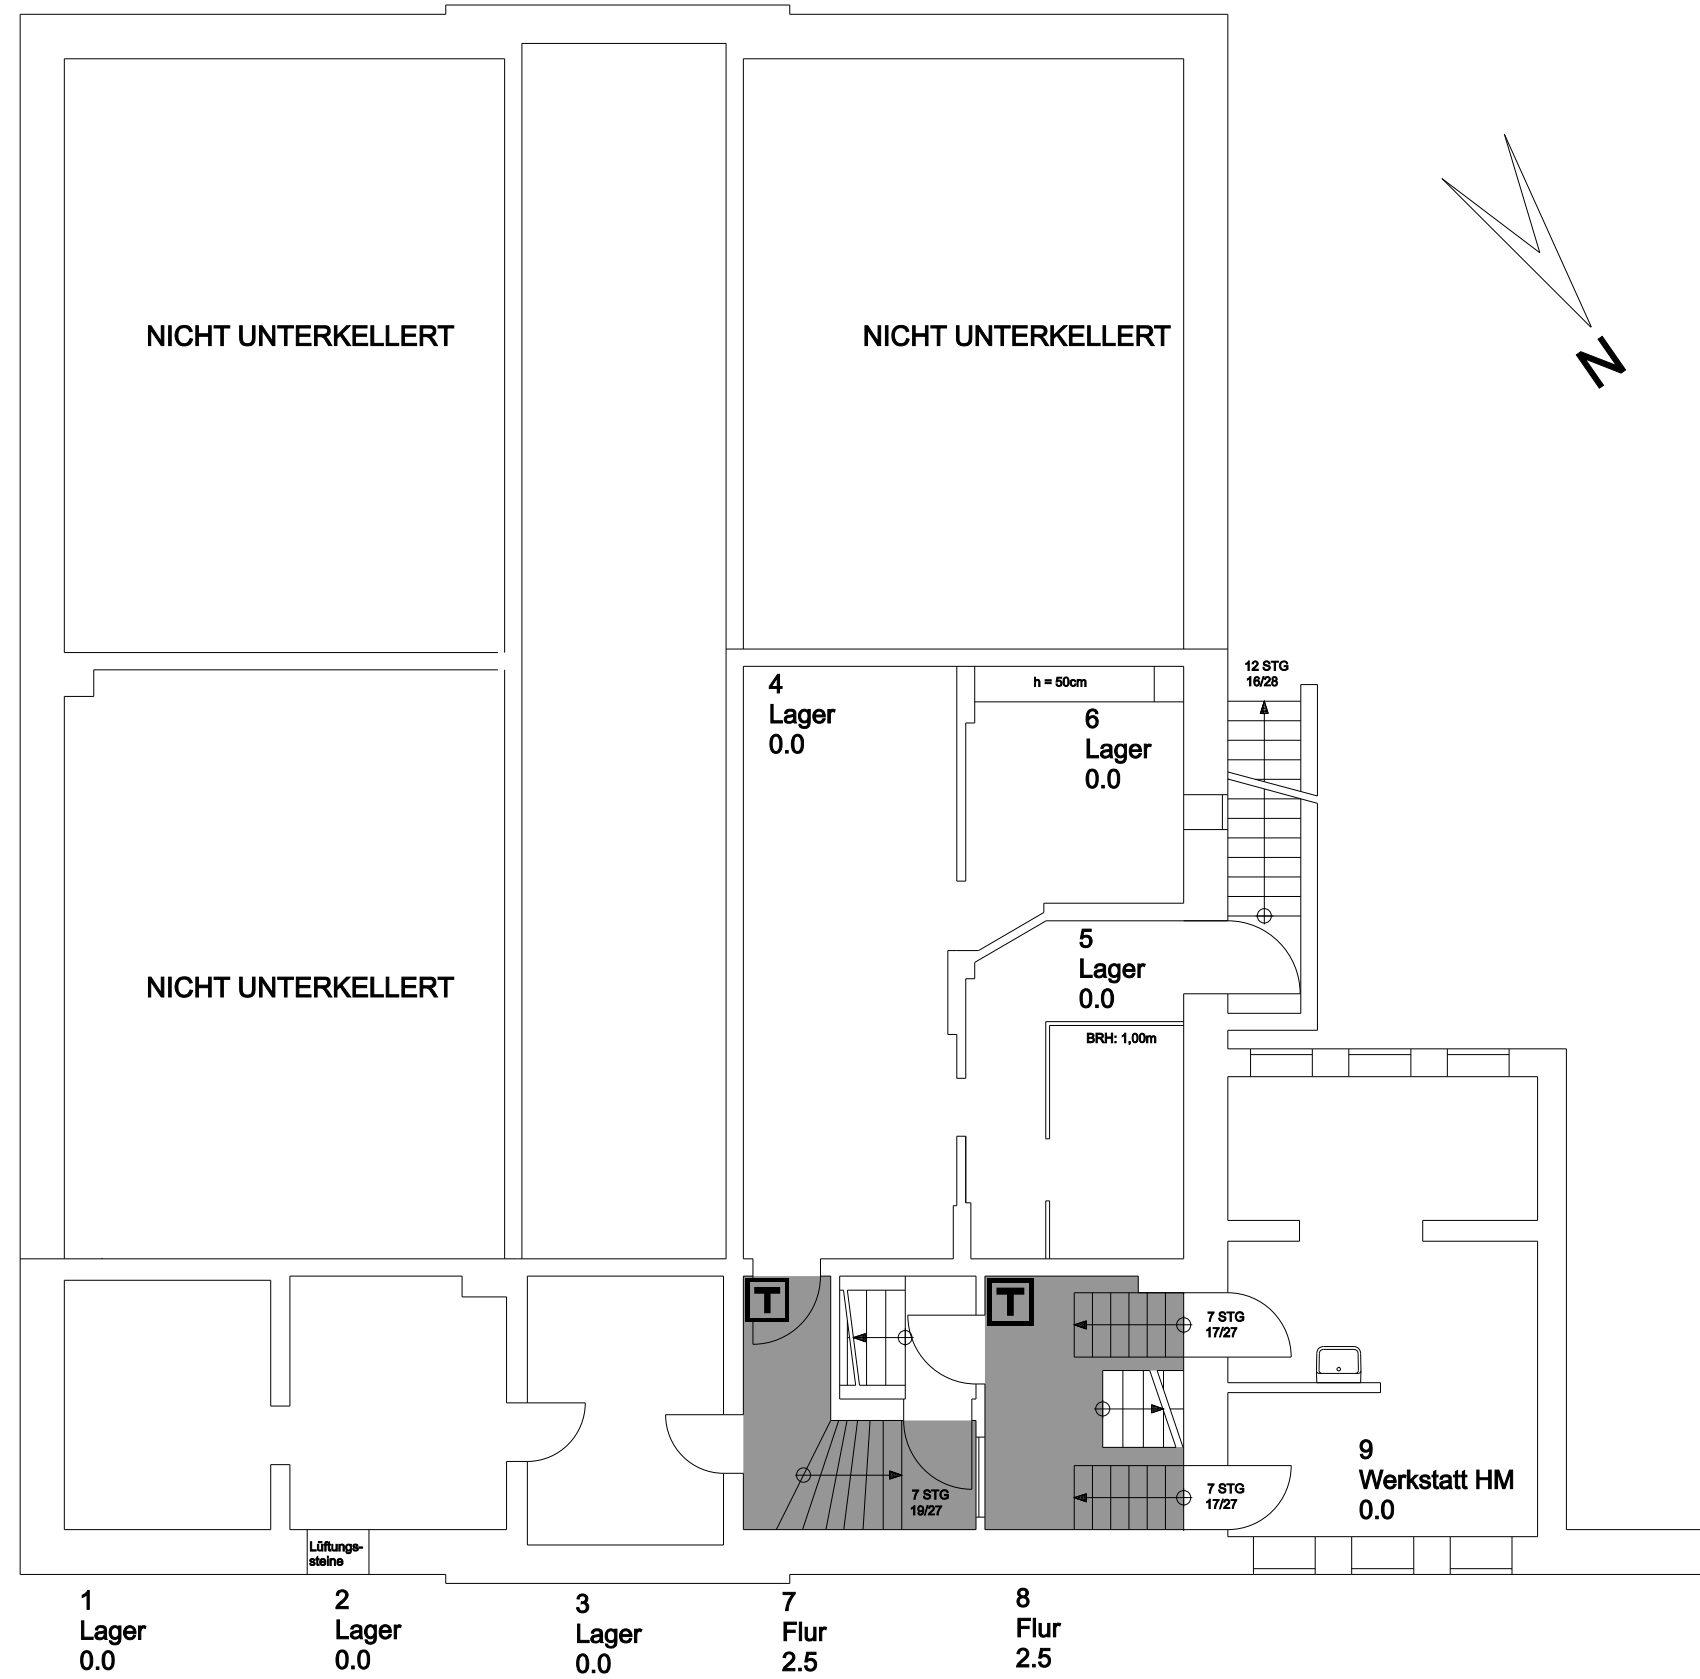 N
NICHT UNTERKELLERT
NICHT UNTERKELLERT
12 STG
16/28
4
Lager
0.0
h = 50cm
6
Lager
0.0
5
Lager
0.0
NICHT UNTERKELLERT
BRH: 1,00m
T
T
7 STG
17/27
7 STG
19/27
7 STG
17/27
9
Werkstatt HM
0.0
Lüftungs-
steine
1
Lager
0.0
2
Lager
0.0
3
Lager
0.0
7
Flur
2.5
8
Flur
2.5